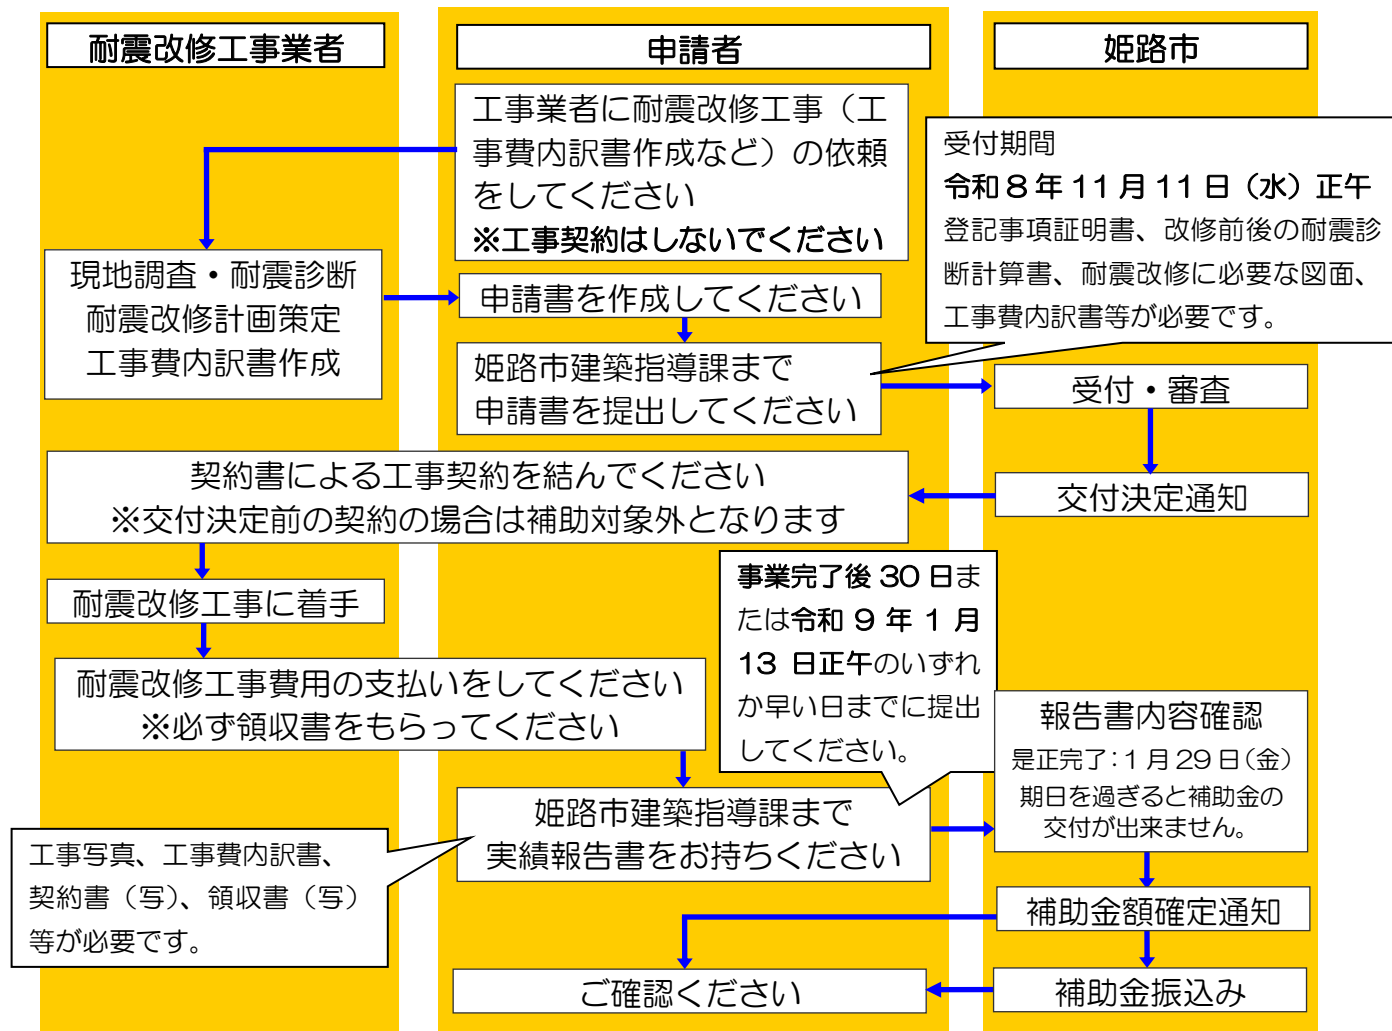 耐震改修工事業者
申請者
姫路市
工事業者に耐震改修工事（工
事費内訳書作成など）の依頼
をしてください
※工事契約はしないでください
受付期間
令和8年11月11日（水）正午
登記事項証明書、改修前後の耐震診
断計算書、耐震改修に必要な図面、
工事費内訳書等が必要です。
現地調査・耐震診断
耐震改修計画策定
工事費内訳書作成
申請書を作成してください
姫路市建築指導課まで
申請書を提出してください
受付・審査
交付決定通知
契約書による工事契約を結んでください
※交付決定前の契約の場合は補助対象外となります
耐震改修工事に着手
耐震改修工事費用の支払いをしてください
※必ず領収書をもらってください
事業完了後30日ま
たは令和9年1月
13日正午のいずれ
か早い日までに提出
してください。
姫路市建築指導課まで
実績報告書をお持ちください
工事写真、工事費内訳書、
契約書（写）、領収書（写）
等が必要です。
報告書内容確認
是正完了：1月29日（金）
期日を過ぎると補助金の
交付が出来ません。
補助金額確定通知
補助金振込み
ご確認ください